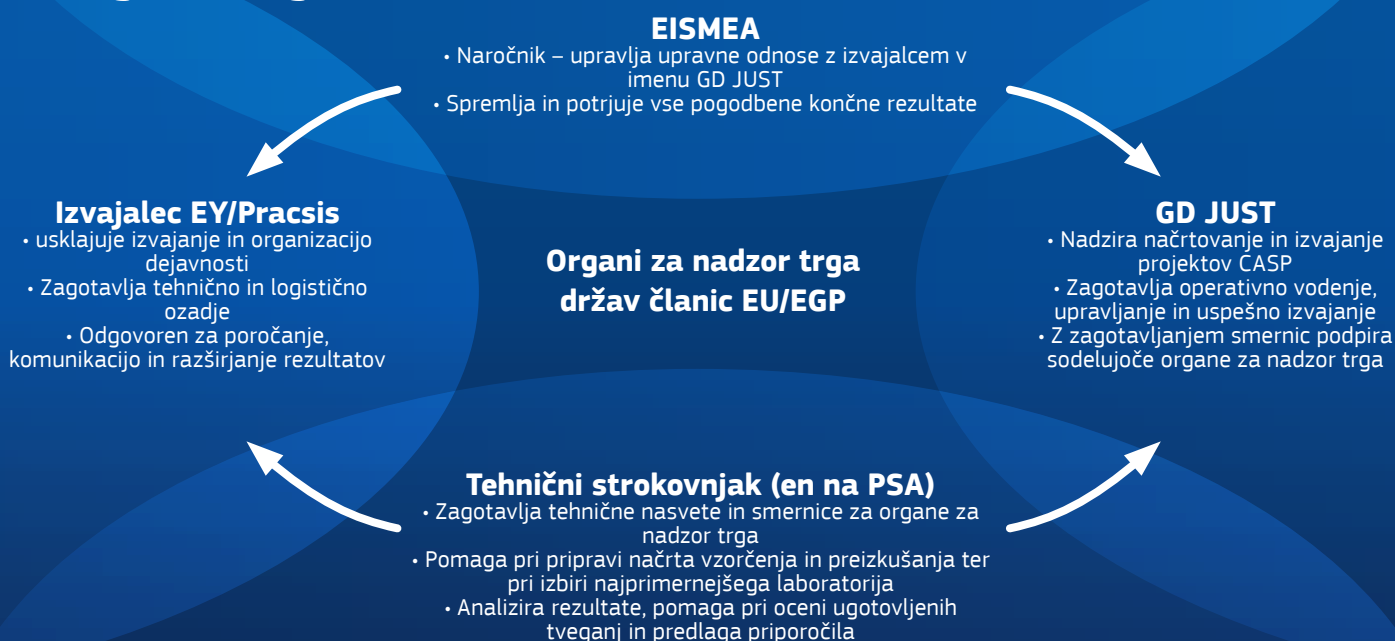 EISMEA
• Naročnik – upravlja upravne odnose z izvajalcem v
imenu GD JUST
• Spremlja in potrjuje vse pogodbene končne rezultate
Izvajalec EY/Pracsis
• usklajuje izvajanje in organizacijo
dejavnosti
• Zagotavlja tehnično in logistično
ozadje
• Odgovoren za poročanje,
komunikacijo in razširjanje rezultatov
Organi za nadzor trga
držav članic EU/EGP
GD JUST
• Nadzira načrtovanje in izvajanje
projektov CASP
• Zagotavlja operativno vodenje,
upravljanje in uspešno izvajanje
• Z zagotavljanjem smernic podpira
sodelujoče organe za nadzor trga
Tehnični strokovnjak (en na PSA)
• Zagotavlja tehnične nasvete in smernice za organe za
nadzor trga
• Pomaga pri pripravi načrta vzorčenja in preizkušanja ter
pri izbiri najprimernejšega laboratorija
• Analizira rezultate, pomaga pri oceni ugotovljenih
tveganj in predlaga priporočila